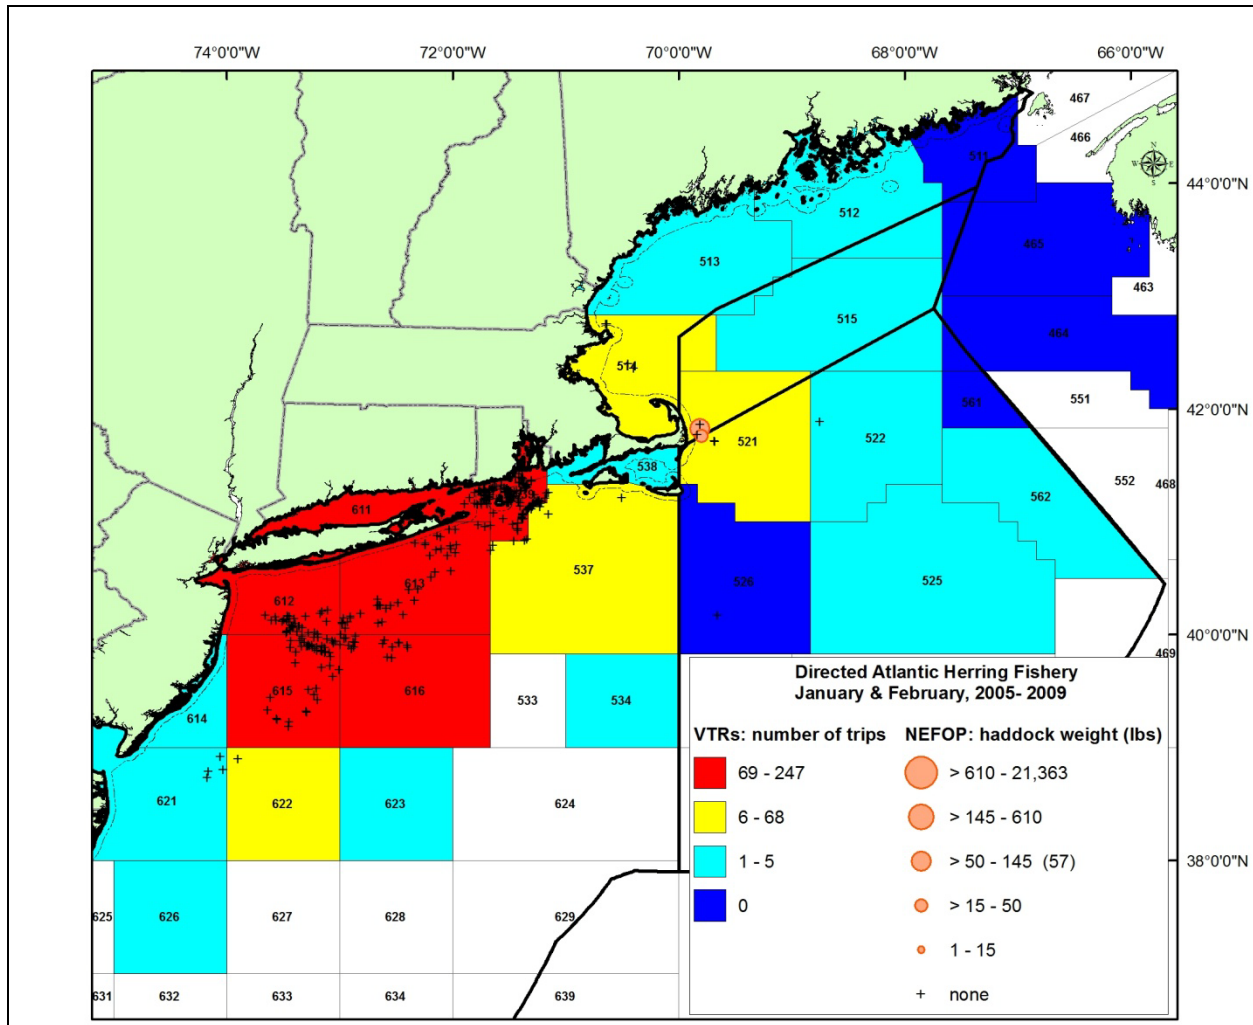 74°0'0"W 72°0'0"W 70°0'0"W 68°0'0"W 66°0'0"W
467
466
N
W E
S
511
44°0'0"N
512
465
513
463
515
464
514
551
42°0'0"N
561
521
522
538
552
468
562
611
537
526
525
613
612
40°0'0"N
469
615
616
533
534
614
Directed Atlantic Herring Fishery
January & February, 2005- 2009
VTRs: number of trips
69 - 247
6 - 68
1 - 5
0
NEFOP: haddock weight (lbs)
> 610 - 21,363
> 145 - 610
> 50 - 145 (57)
> 15 - 50
1 - 15
none
621
622
623
624
38°0'0"N
625
626
627
628
629
631
632
633
634
639